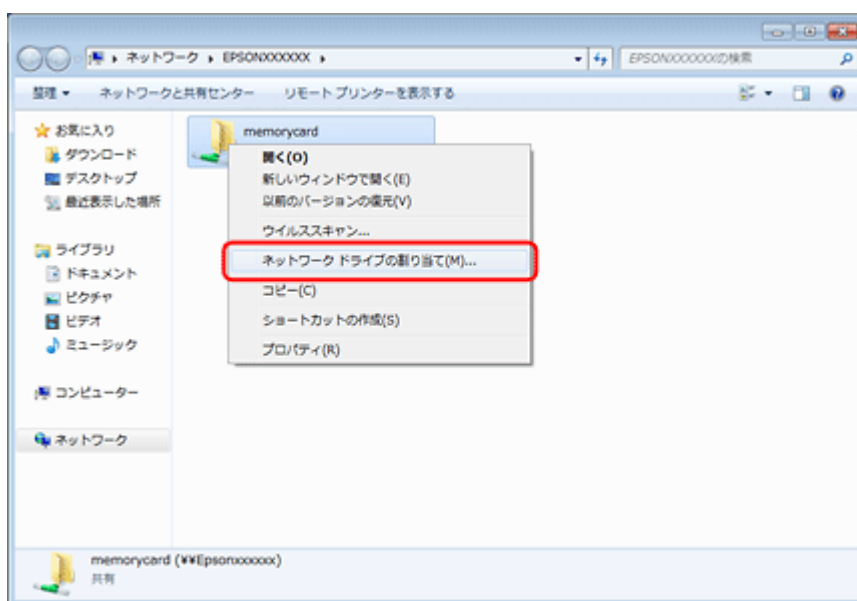 ネットワーク EPSONXXXXXX
EPSONXXXXXXの検索
整理 ネットワークと共有センター リモート プリンターを表示する
お気に入り
ダウンロード
デスクトップ
最近表示した場所
ライブラリ
ドキュメント
ピクチャ
ビデオ
ミュージック
コンピューター
ネットワーク
memorycard
開く(O)
新しいウィンドウで開く(E)
以前のバージョンの復元(V)
ウイルススキャン...
ネットワーク ドライブの割り当て(M)...
コピー(C)
ショートカットの作成(S)
プロパティ(R)
memorycard (¥¥Epsonxxxxxx)
共有